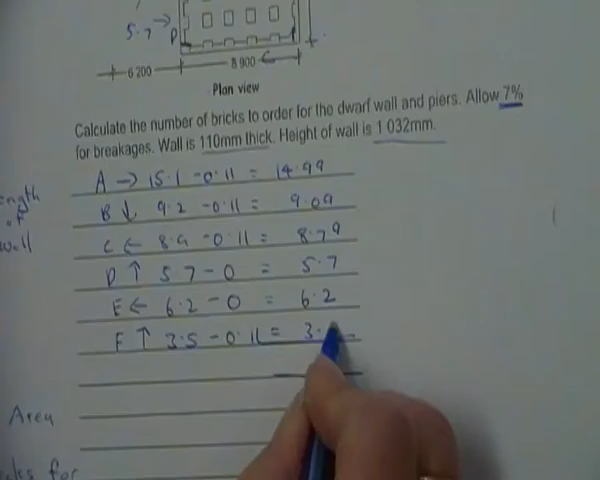 5.7 →
D
6 200
8 900 C
Plan view
Calculate the number of bricks to order for the dwarf wall and piers. Allow 7%
for breakages. Wall is 110mm thick. Height of wall is 1 032mm.
A → 15.1 - 0.11 = 14.99
of
wall
B ↓ 9.2 - 0.11 = 9.09
C ← 8.9 - 0.11 = 8.79
D ↑ 5.7 - 0 = 5.7
E ← 6.2 - 0 = 6.2
F ↑ 3.5 - 0.11 = 3.
Area
for